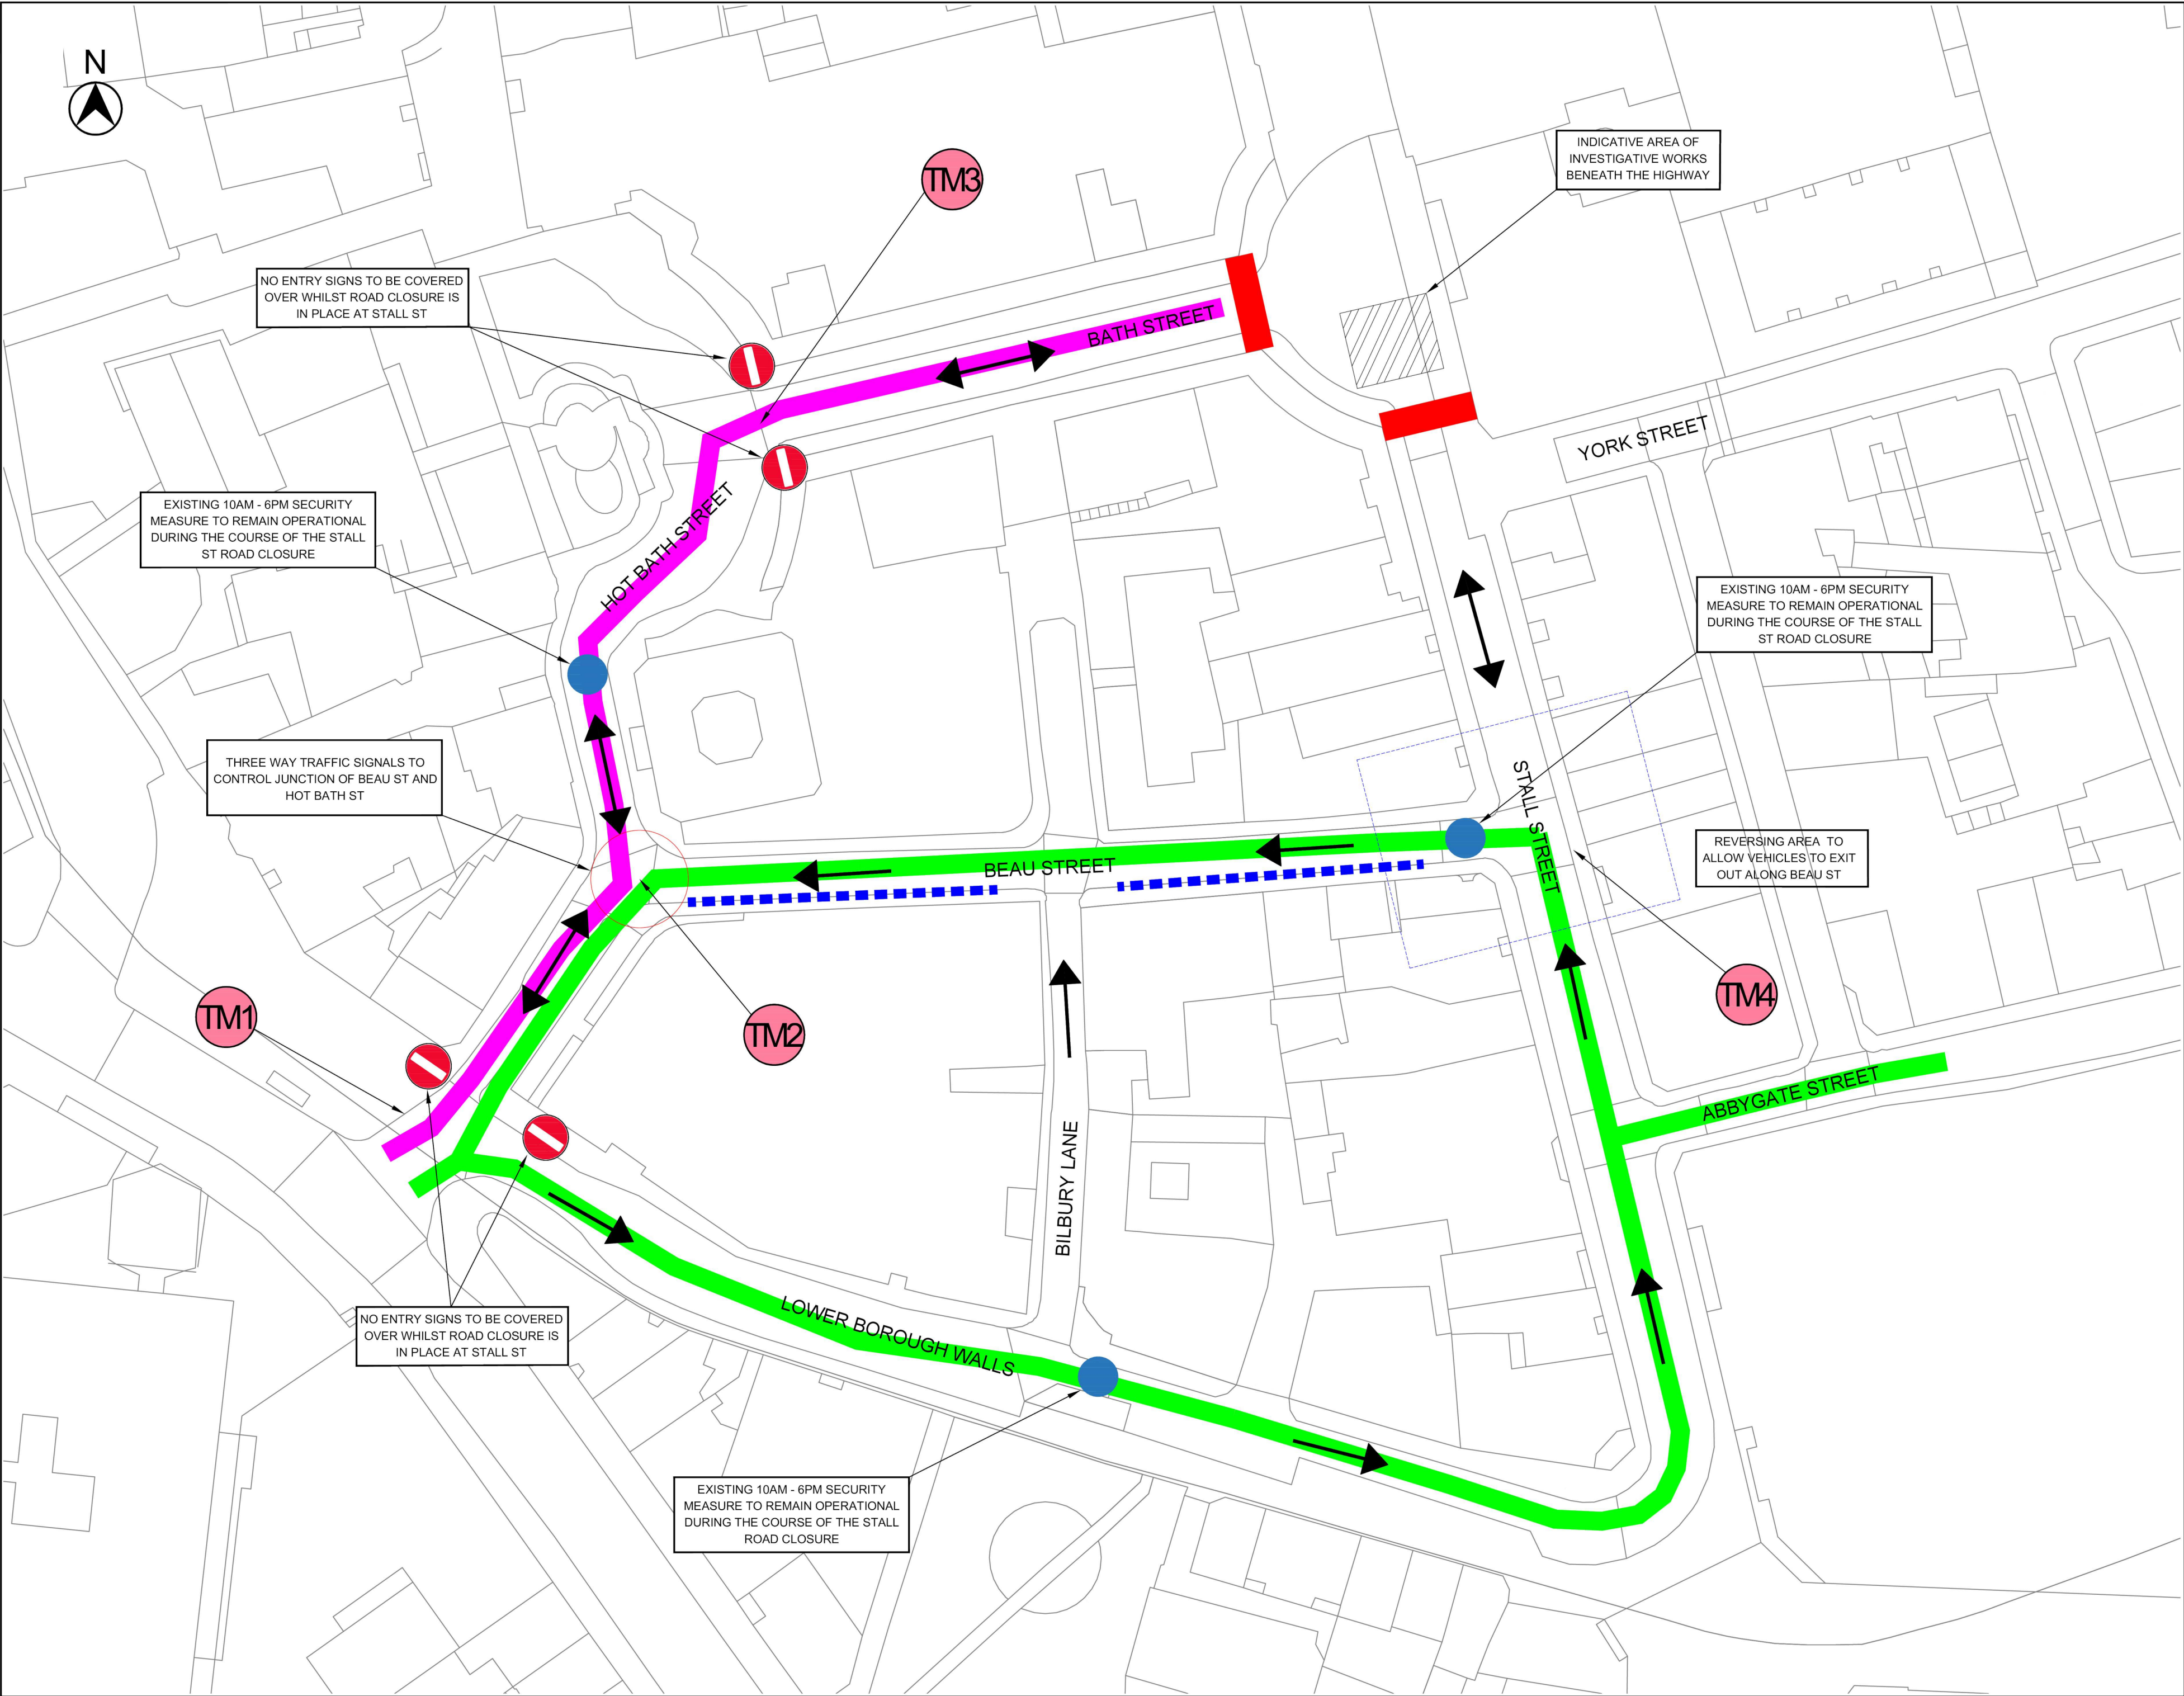 N
INDICATIVE AREA OF
INVESTIGATIVE WORKS
BENEATH THE HIGHWAY
TM3
NO ENTRY SIGNS TO BE COVERED
OVER WHILST ROAD CLOSURE IS
IN PLACE AT STALL ST
BATH STREET
YORK STREET
EXISTING 10AM - 6PM SECURITY
MEASURE TO REMAIN OPERATIONAL
DURING THE COURSE OF THE STALL
ST ROAD CLOSURE
HOT BATH STREET
EXISTING 10AM - 6PM SECURITY
MEASURE TO REMAIN OPERATIONAL
DURING THE COURSE OF THE STALL
ST ROAD CLOSURE
THREE WAY TRAFFIC SIGNALS TO
CONTROL JUNCTION OF BEAU ST AND
HOT BATH ST
STALL STREET
BEAU STREET
REVERSING AREA TO
ALLOW VEHICLES TO EXIT
OUT ALONG BEAU ST
TM1
TM2
TM4
ABBYGATE STREET
BILBURY LANE
NO ENTRY SIGNS TO BE COVERED
OVER WHILST ROAD CLOSURE IS
IN PLACE AT STALL ST
LOWER BOROUGH WALLS
EXISTING 10AM - 6PM SECURITY
MEASURE TO REMAIN OPERATIONAL
DURING THE COURSE OF THE STALL
ROAD CLOSURE